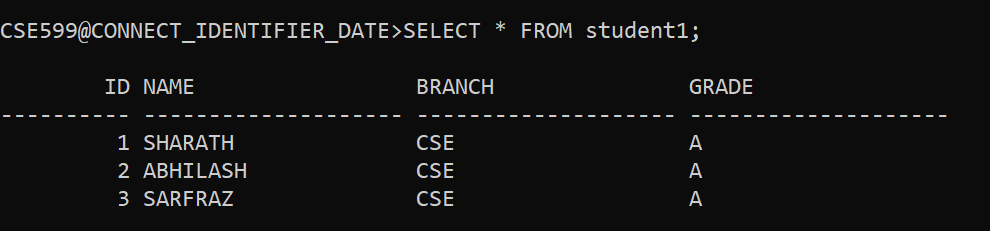 CSE599@CONNECT_IDENTIFIER_DATE>SELECT * FROM student1;
ID NAME BRANCH GRADE
---------- -------------------- -------------------- --------------------
1 SHARATH CSE A
2 ABHILASH CSE A
3 SARFRAZ CSE A